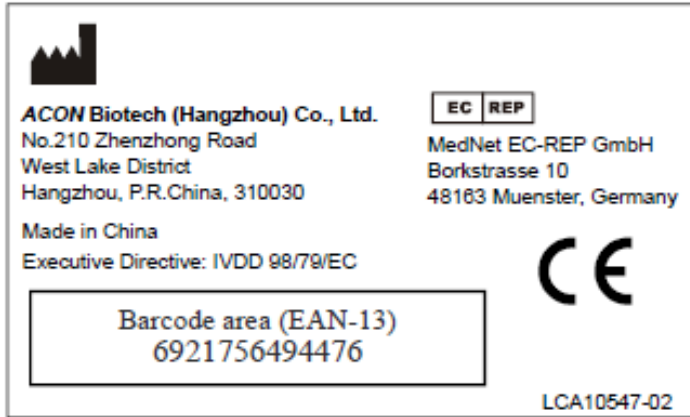 ACON Biotech (Hangzhou) Co., Ltd.
No.210 Zhenzhong Road
West Lake District
Hangzhou, P.R.China, 310030
Made in China
Executive Directive: IVDD 98/79/EC
EC REP
MedNet EC-REP GmbH
Borkstrasse 10
48163 Muenster, Germany
CE
Barcode area (EAN-13)
6921756494476
LCA10547-02